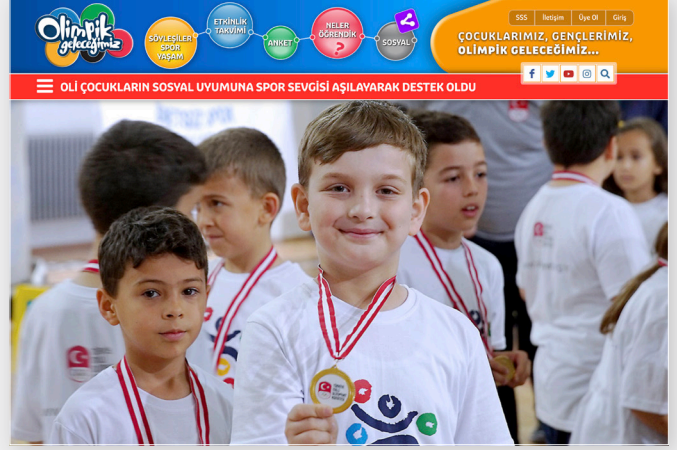 Olimpik
geleceğimiz
SÖYLEŞİLER
SPOR
YAŞAM
ETKİNLİK
TAKVİMİ
ANKET
NELER
ÖĞRENDİK
?
SOSYAL
SSS
İletişim
Üye Ol
Giriş
ÇOCUKLARIMIZ, GENÇLERİMİZ,
OLİMPİK GELECEĞİMİZ...
OLİ ÇOCUKLARIN SOSYAL UYUMUNA SPOR SEVGİSİ AŞILAYARAK DESTEK OLDU